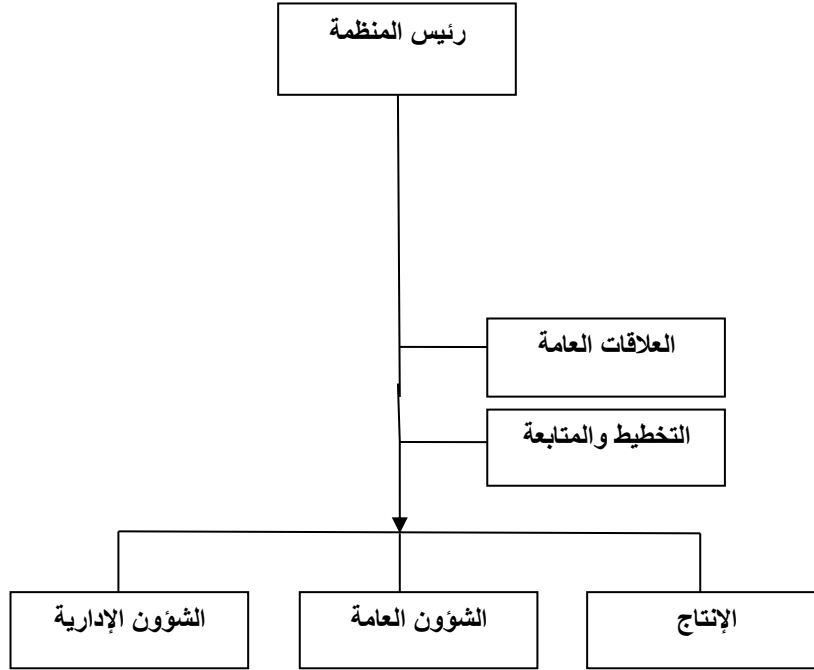 رئيس المنظمة
العلاقات العامة
التخطيط والمتابعة
الإنتاج
الشؤون العامة
الشؤون الإدارية